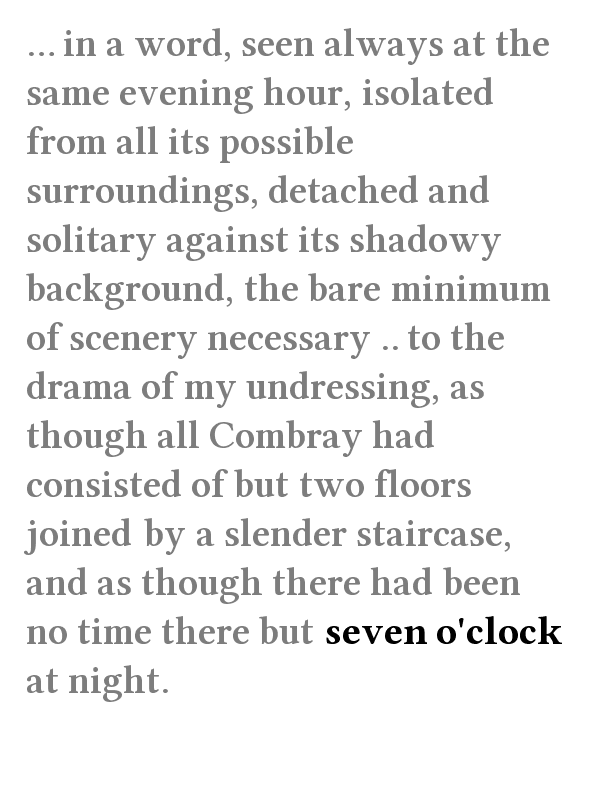 ... in a word, seen always at the
same evening hour, isolated
from all its possible
surroundings, detached and
solitary against its shadowy
background, the bare minimum
of scenery necessary .. to the
drama of my undressing, as
though all Combray had
consisted of but two floors
joined by a slender staircase,
and as though there had been
no time there but seven o'clock
at night.